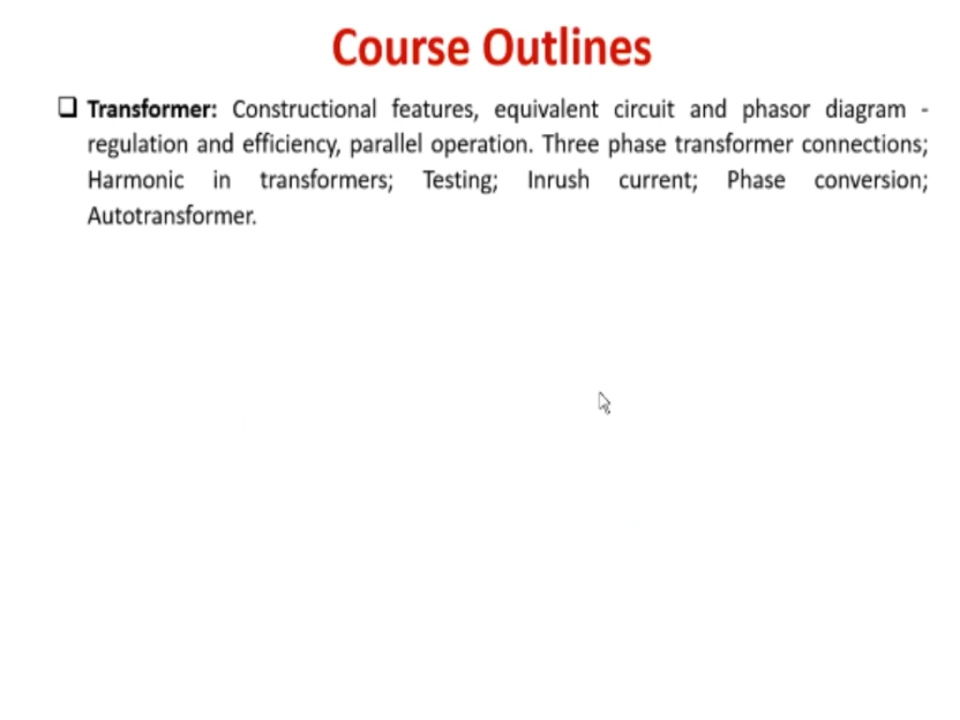 Course Outlines
❑ Transformer: Constructional features, equivalent circuit and phasor diagram -
regulation and efficiency, parallel operation. Three phase transformer connections;
Harmonic in transformers; Testing; Inrush current; Phase conversion;
Autotransformer.